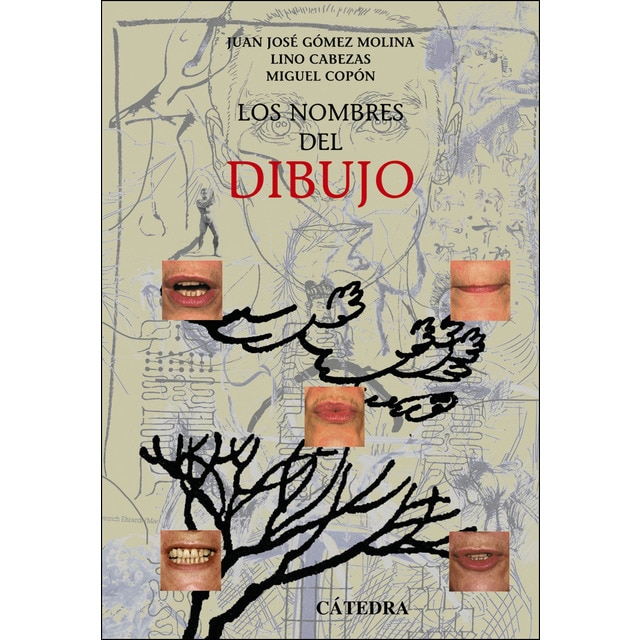 JUAN JOSÉ GÓMEZ MOLINA
LINO CABEZAS
MIGUEL COPÓN
LOS NOMBRES
DEL
DIBUJO
CÁTEDRA